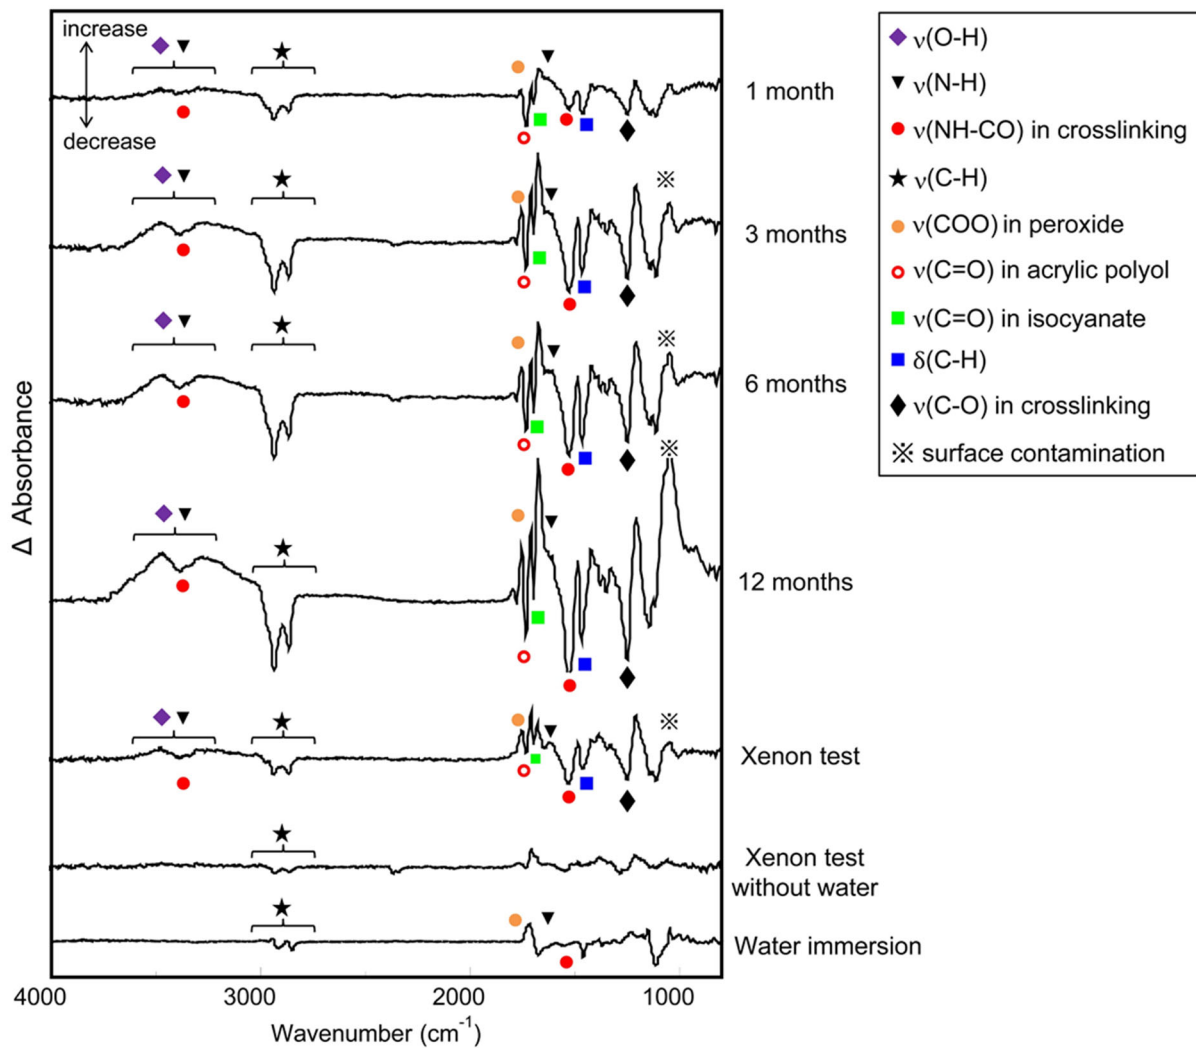 increase
decrease
1 month
3 months
6 months
12 months
Xenon test
Xenon test
without water
Water immersion
Δ Absorbance
4000
3000
2000
1000
Wavenumber (cm⁻¹)
ν(O-H)
ν(N-H)
ν(NH-CO) in crosslinking
ν(C-H)
ν(COO) in peroxide
ν(C=O) in acrylic polyol
ν(C=O) in isocyanate
δ(C-H)
ν(C-O) in crosslinking
※ surface contamination
※
※
※
※